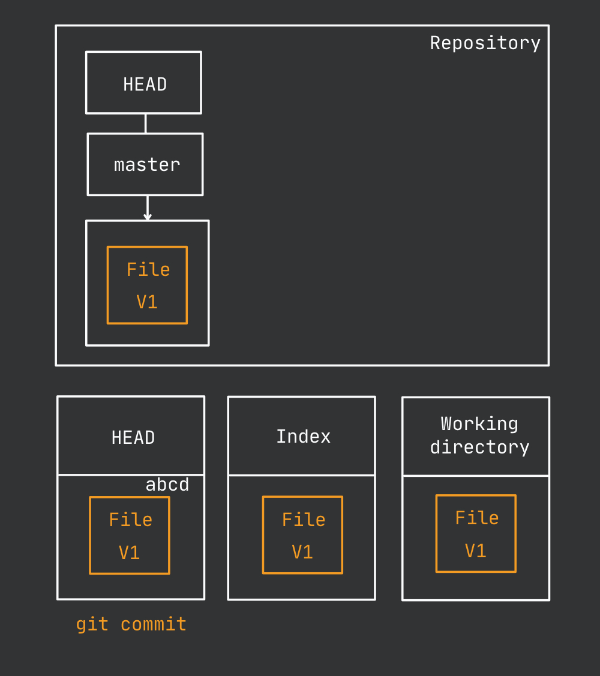 Repository
HEAD
master
File
V1
HEAD
Index
Working
directory
abcd
File
V1
File
V1
File
V1
git commit